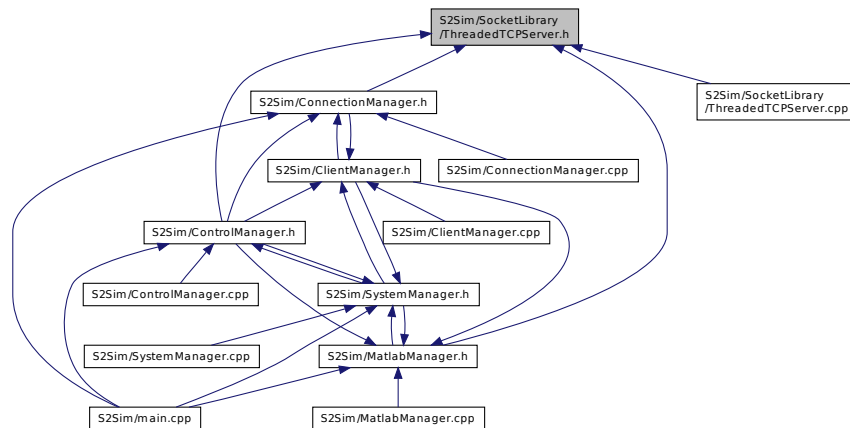 S2Sim/SocketLibrary
/ThreadedTCPServer.h
S2Sim/ConnectionManager.h
S2Sim/SocketLibrary
/ThreadedTCPServer.cpp
S2Sim/ClientManager.h
S2Sim/ConnectionManager.cpp
S2Sim/ControlManager.h
S2Sim/ClientManager.cpp
S2Sim/ControlManager.cpp
S2Sim/SystemManager.h
S2Sim/SystemManager.cpp
S2Sim/MatlabManager.h
S2Sim/main.cpp
S2Sim/MatlabManager.cpp